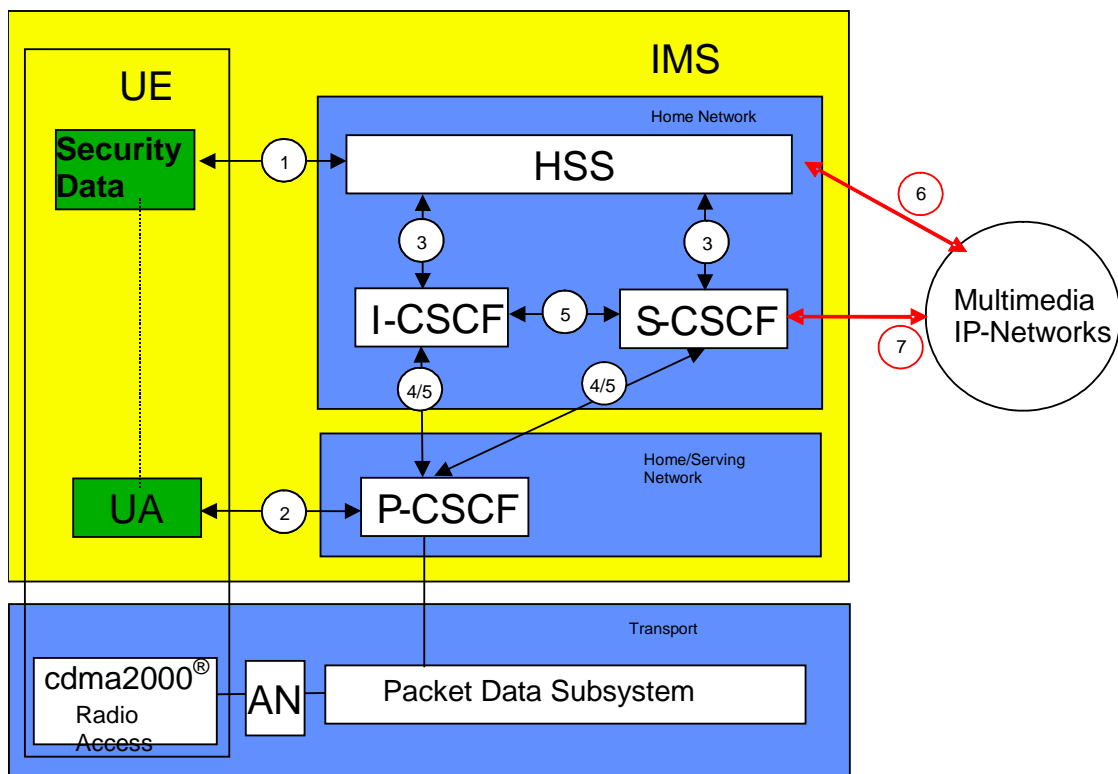 IMS
UE
Home Network
Security
Data
1
HSS
6
3
3
Multimedia
IP-Networks
I-CSCF
5
S-CSCF
7
4/5
4/5
Home/Serving
Network
UA
2
P-CSCF
Transport
cdma2000®
Radio
Access
AN
Packet Data Subsystem